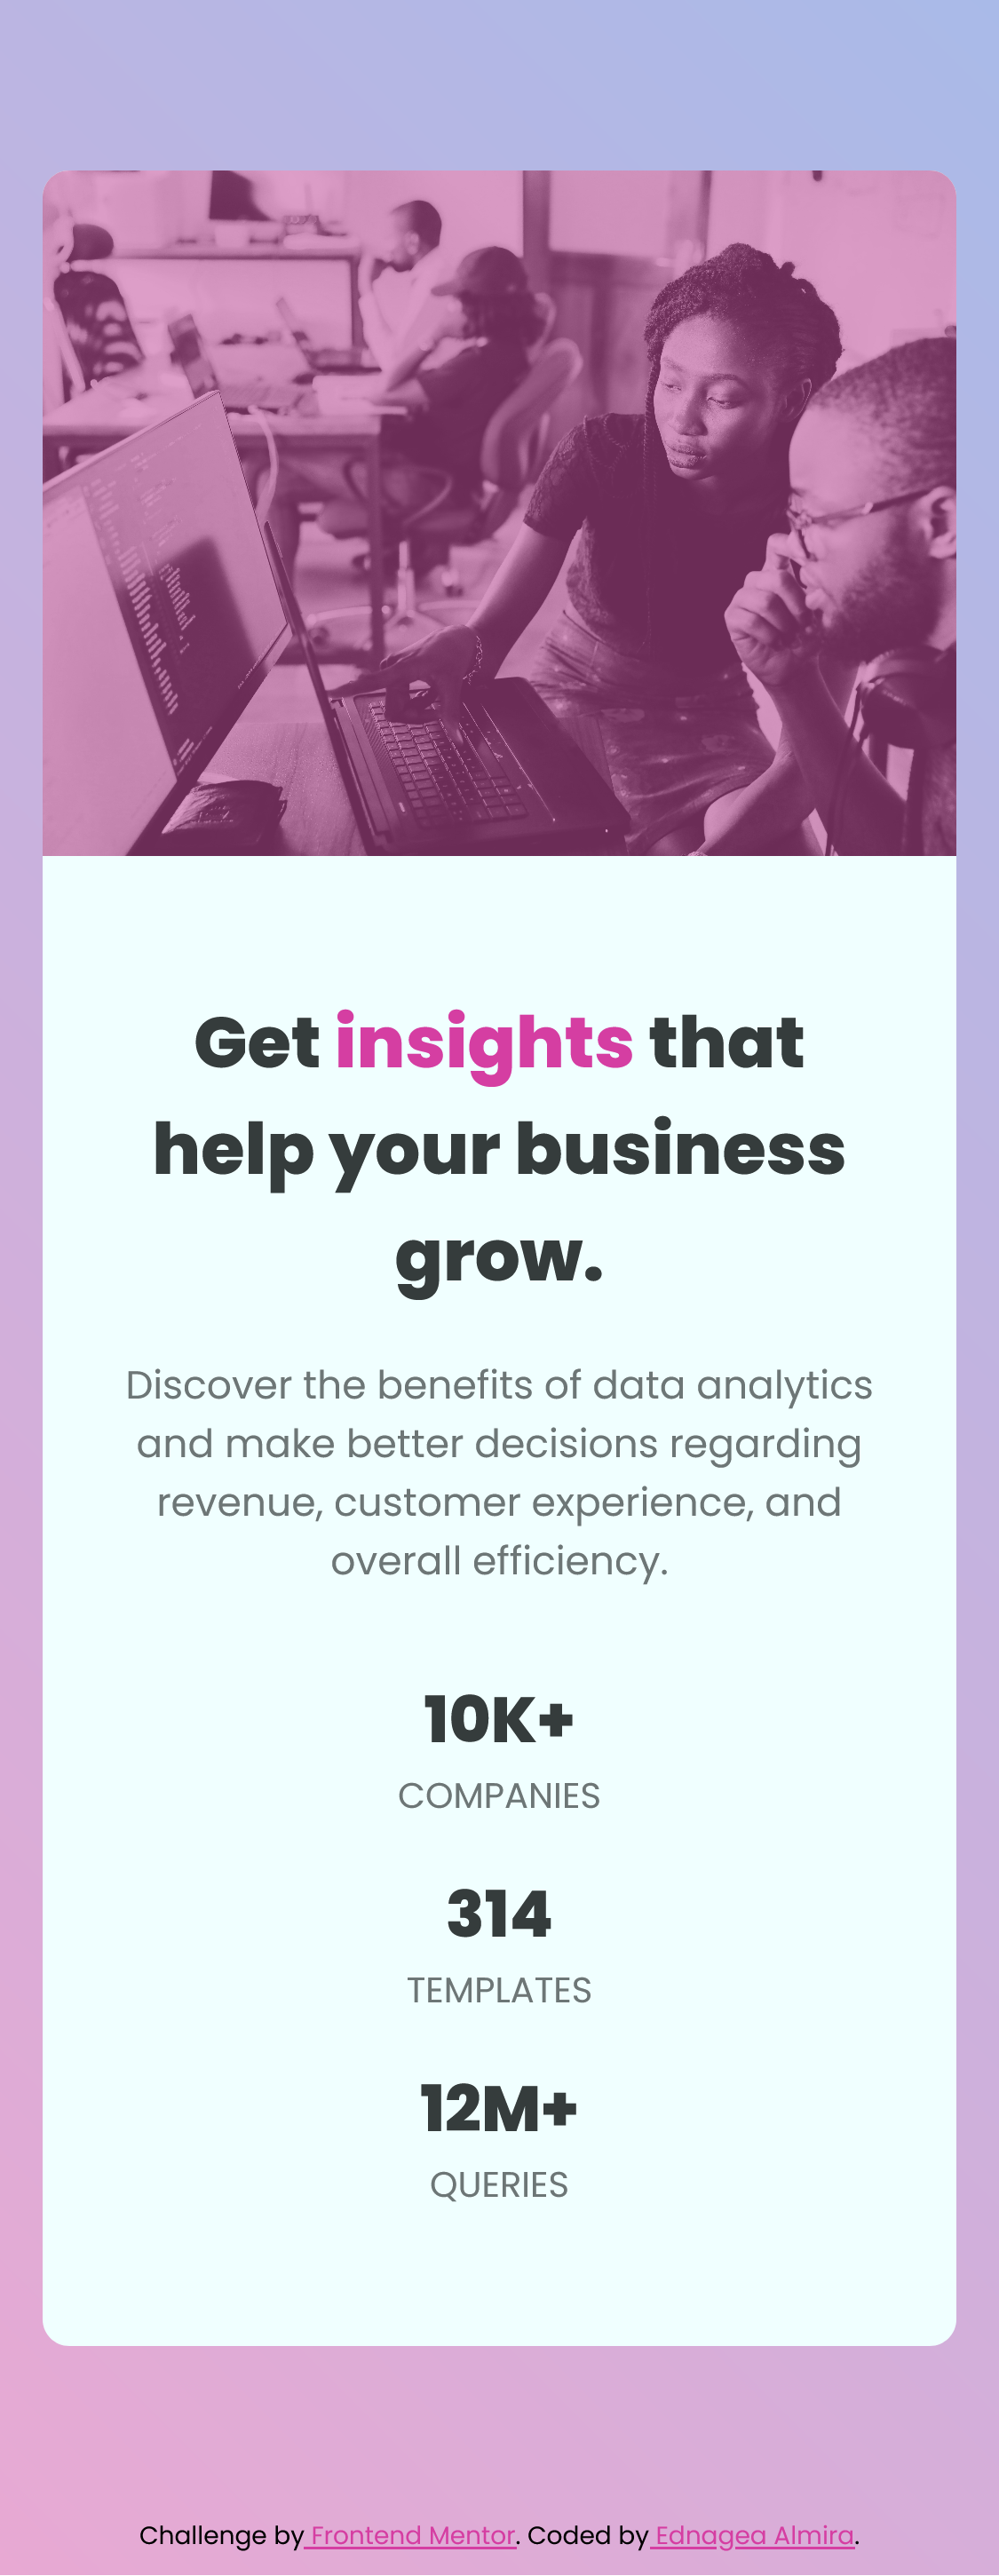 Get insights that
help your business
grow.
Discover the benefits of data analytics
and make better decisions regarding
revenue, customer experience, and
overall efficiency.
10K+
COMPANIES
314
TEMPLATES
12M+
QUERIES
Challenge by Frontend Mentor. Coded by Ednagea Almira.